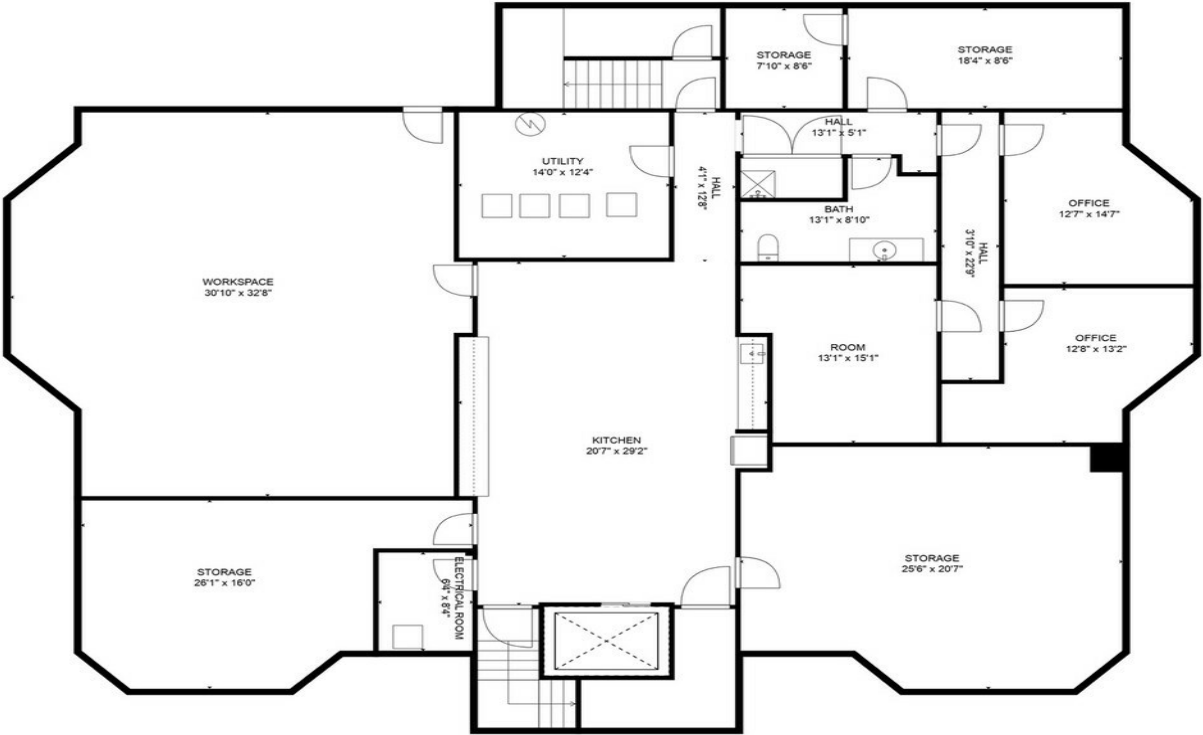 STORAGE
7'10" x 8'6"
STORAGE
18'4" x 8'6"
HALL
13'1" x 5'1"
UTILITY
14'0" x 12'4"
HALL
4'1" x 12'8"
BATH
13'1" x 8'10"
OFFICE
12'7" x 14'7"
HALL
3'10" x 22'9"
WORKSPACE
30'10" x 32'8"
ROOM
13'1" x 15'1"
OFFICE
12'8" x 13'2"
KITCHEN
20'7" x 29'2"
STORAGE
26'1" x 16'0"
ELECTRICAL ROOM
6'4" x 8'4"
STORAGE
25'6" x 20'7"